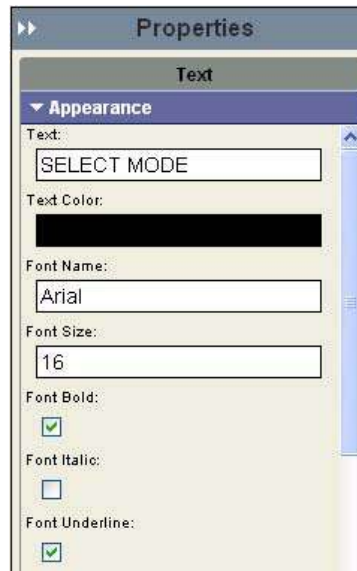 Properties
Text
Appearance
Text:
SELECT MODE
Text Color:
Font Name:
Arial
Font Size:
16
Font Bold:
Font Italic:
Font Underline: